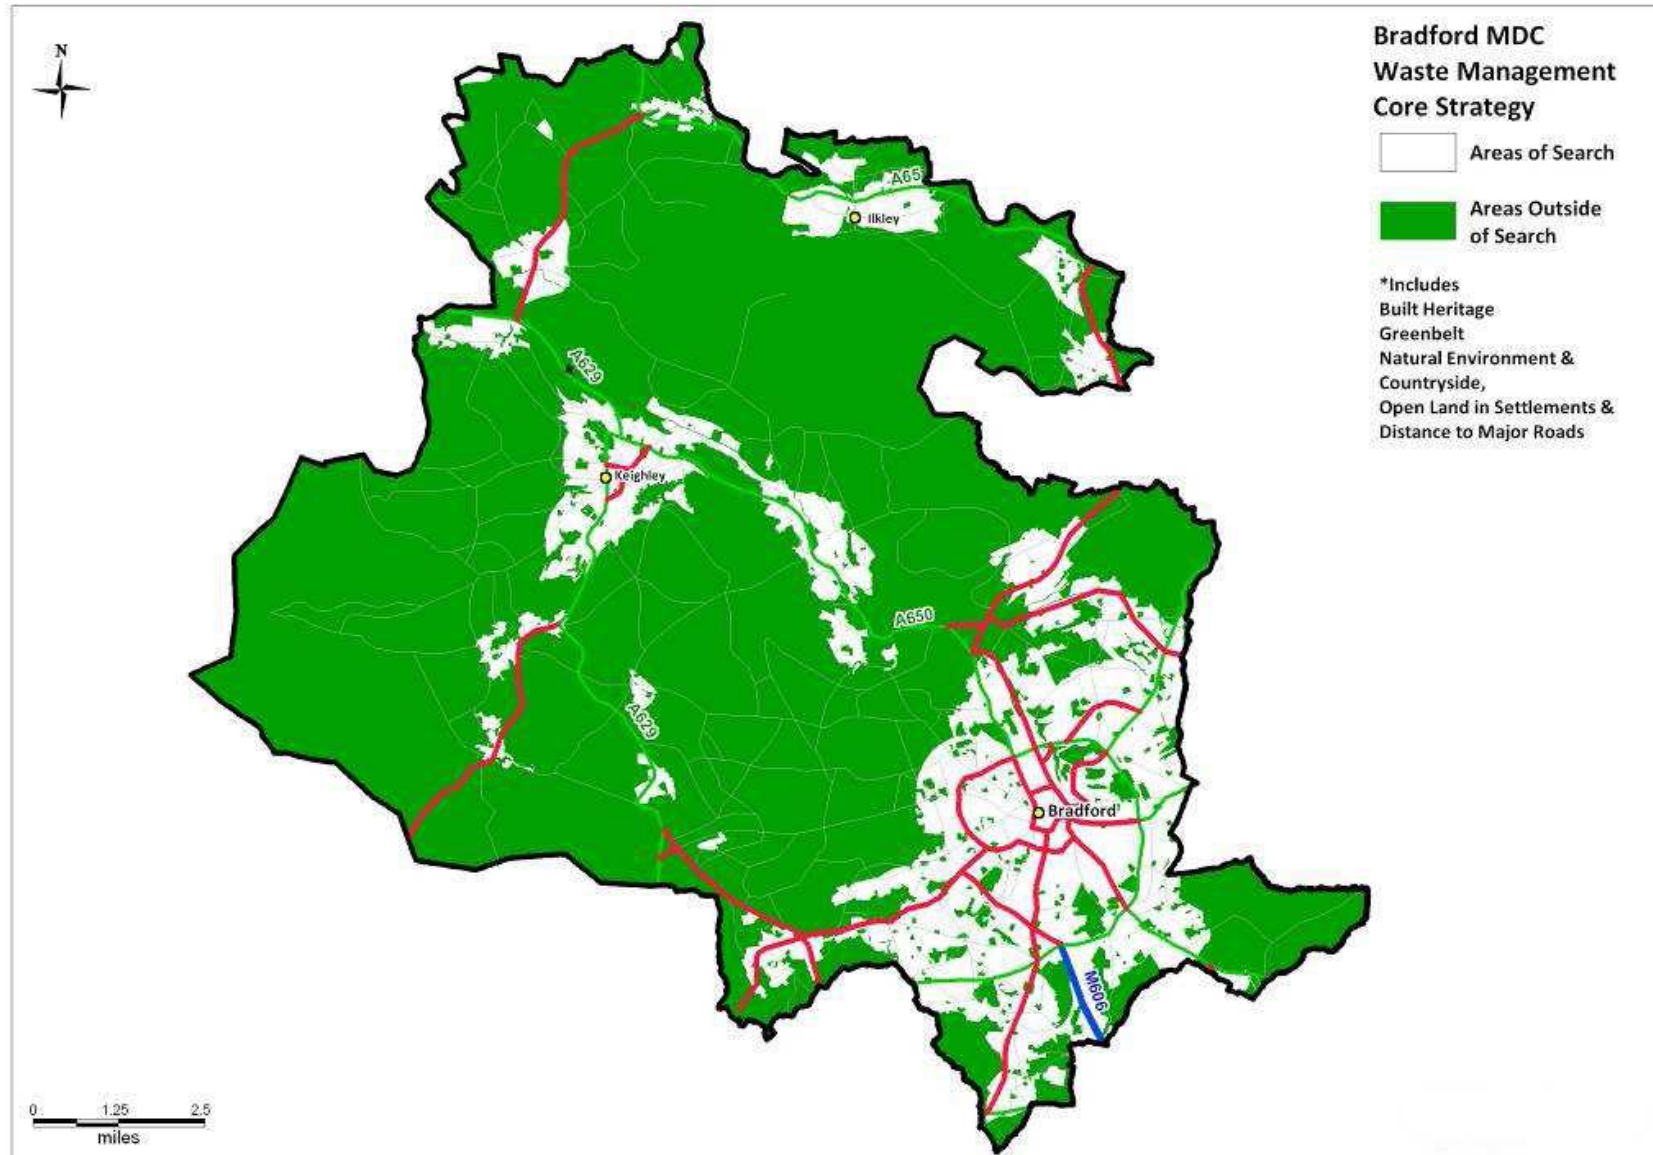 N
Bradford MDC
Waste Management
Core Strategy
Areas of Search
Areas Outside
of Search
*Includes
Built Heritage
Greenbelt
Natural Environment &
Countryside,
Open Land in Settlements &
Distance to Major Roads
A65
Ilkley
A629
Keighley
A650
A629
Bradford
M606
0 1.25 2.5
miles